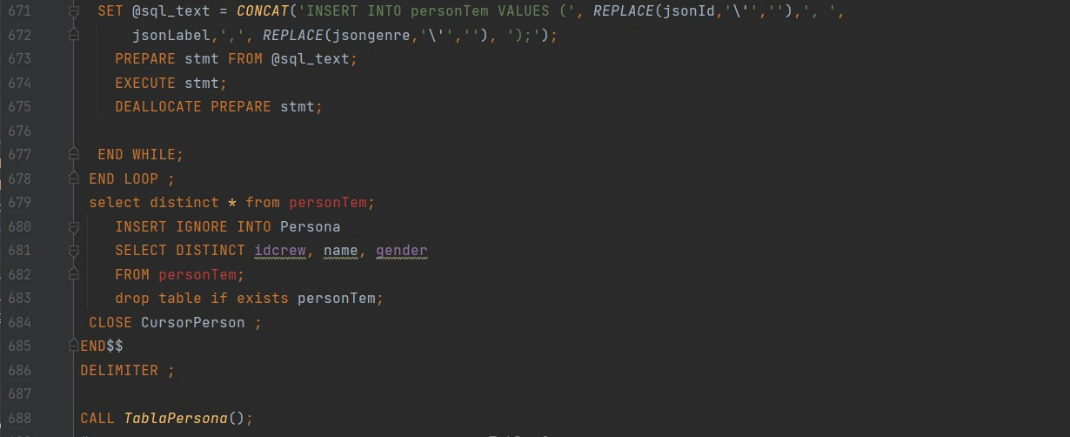 671 SET @sql_text = CONCAT('INSERT INTO personTem VALUES (', REPLACE(jsonId,'\'',''),', ',
672 jsonLabel,',', REPLACE(jsongenre,'\'',''), ');');
673 PREPARE stmt FROM @sql_text;
674 EXECUTE stmt;
675 DEALLOCATE PREPARE stmt;
676
677 END WHILE;
678 END LOOP ;
679 select distinct * from personTem;
680 INSERT IGNORE INTO Persona
681 SELECT DISTINCT idcrew, name, gender
682 FROM personTem;
683 drop table if exists personTem;
684 CLOSE CursorPerson ;
685 END$$
686 DELIMITER ;
687
688 CALL TablaPersona();